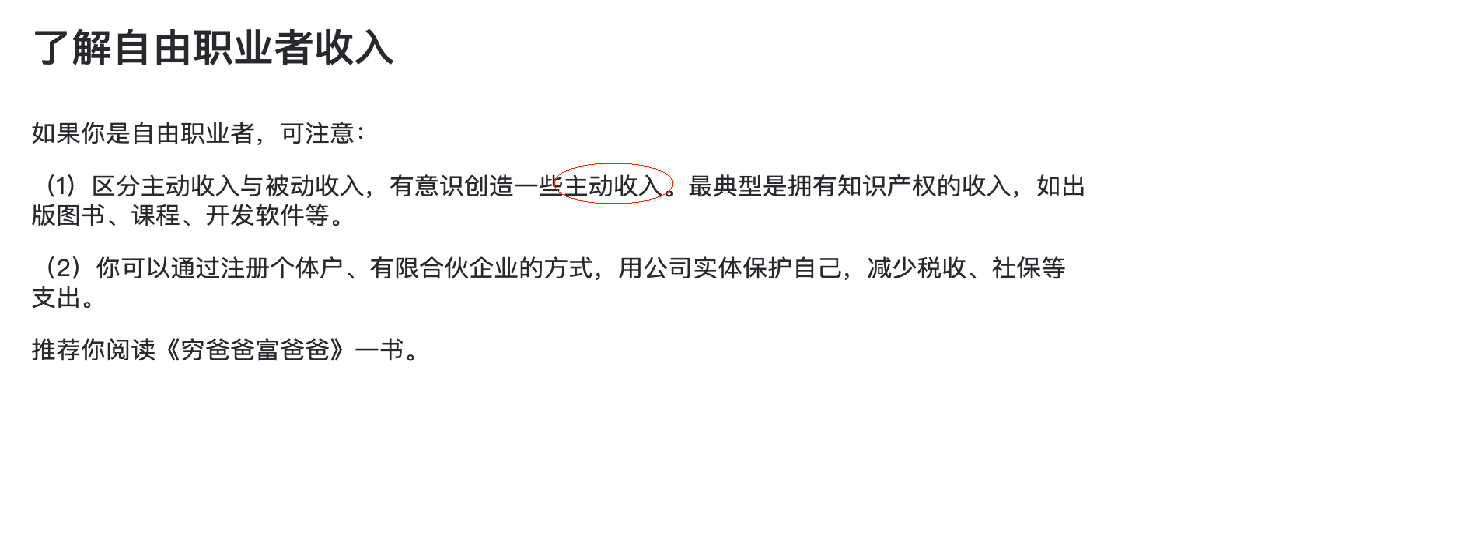 了解自由职业者收入
如果你是自由职业者，可注意：
（1）区分主动收入与被动收入，有意识创造一些主动收入。最典型是拥有知识产权的收入，如出
版图书、课程、开发软件等。
（2）你可以通过注册个体户、有限合伙企业的方式，用公司实体保护自己，减少税收、社保等
支出。
推荐你阅读《穷爸爸富爸爸》一书。